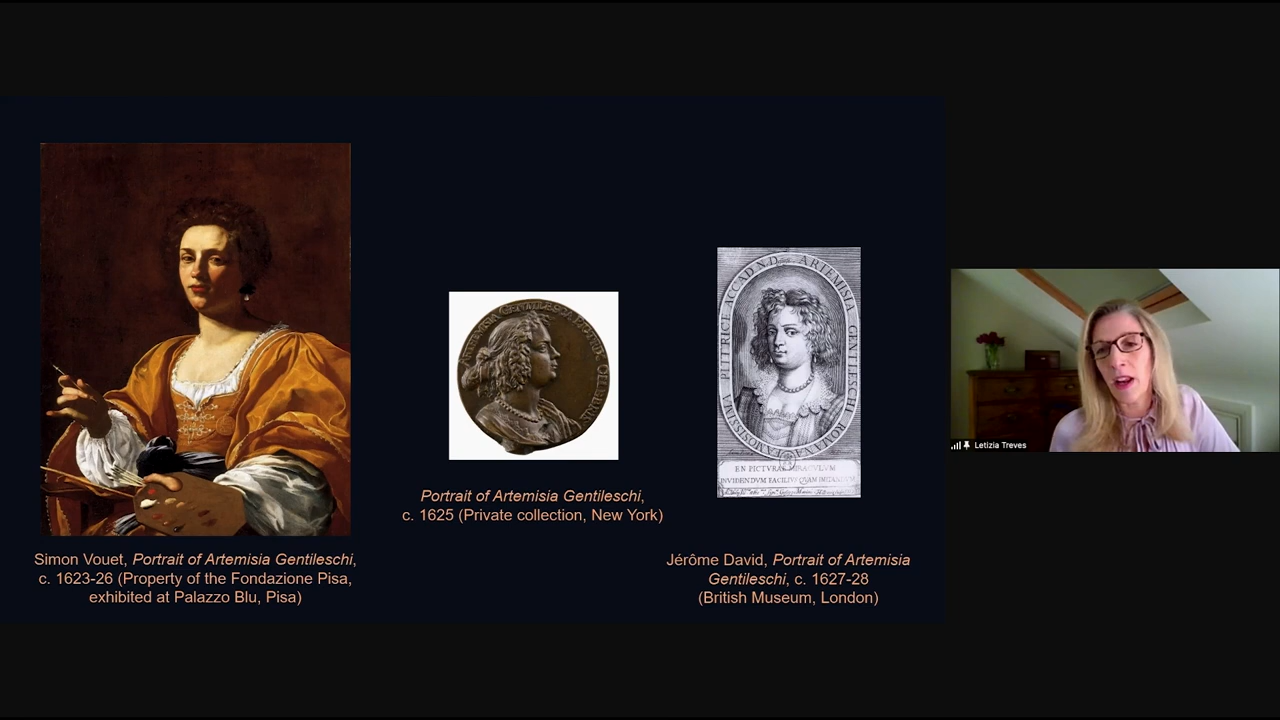 Simon Vouet, Portrait of Artemisia Gentileschi,
c. 1623-26 (Property of the Fondazione Pisa,
exhibited at Palazzo Blu, Pisa)
Portrait of Artemisia Gentileschi,
c. 1625 (Private collection, New York)
FAMOSISSIMA PITTRICE ACCAD. N. D. ARTEMISIA GENTILESCHI ROMANA
EN PICTURAE MIRACULUM
INVIDENDUM FACILIUS QUAM IMITANDUM
Jérôme David, Portrait of Artemisia
Gentileschi, c. 1627-28
(British Museum, London)
Letizia Treves